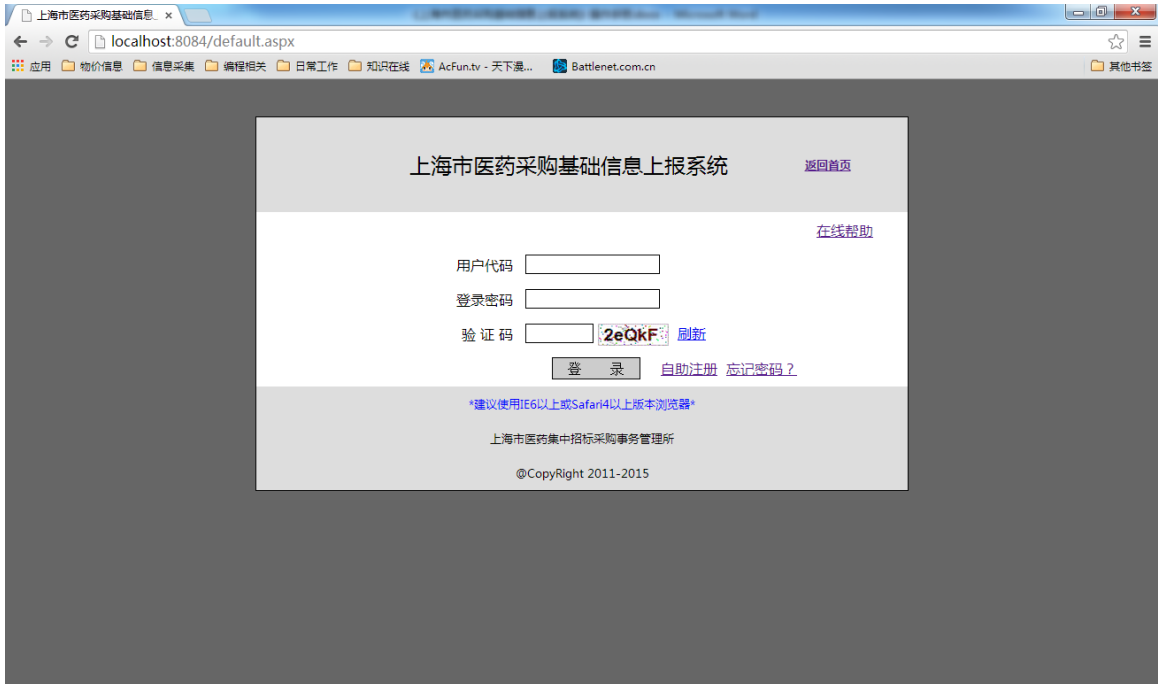 上海市医药采购基础信息
localhost:8084/default.aspx
应用 物价信息 信息采集 编程相关 日常工作 知识在线 AcFun.tv - 天下漫... Battlenet.com.cn 其他书签
上海市医药采购基础信息上报系统 返回首页
在线帮助
用户代码
登录密码
验 证 码 2eQkF 刷新
登 录 自助注册 忘记密码？
*建议使用IE6以上或Safari4以上版本浏览器*
上海市医药集中招标采购事务管理所
@CopyRight 2011-2015